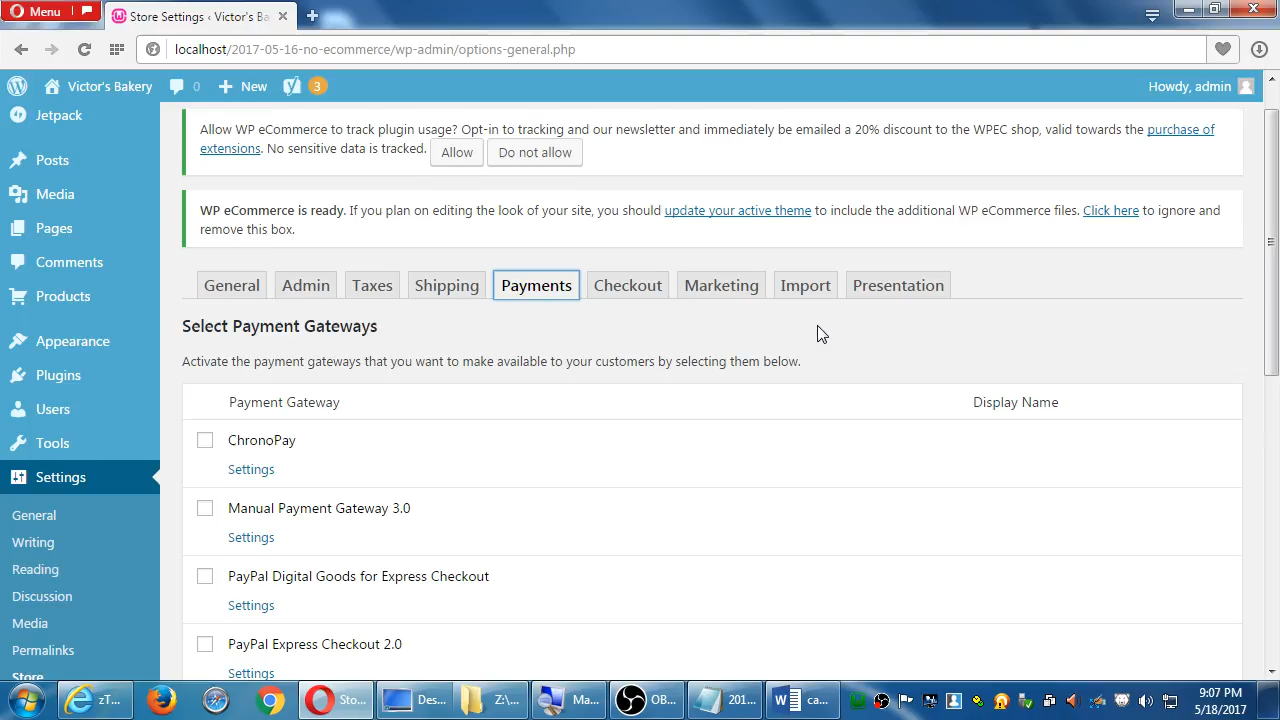 Menu
Store Settings ‹ Victor's Ba
localhost/2017-05-16-no-ecommerce/wp-admin/options-general.php
Victor's Bakery 0 New 3 Howdy, admin
Jetpack
Posts
Media
Pages
Comments
Products
Appearance
Plugins
Users
Tools
Settings
General
Writing
Reading
Discussion
Media
Permalinks
Store
Allow WP eCommerce to track plugin usage? Opt-in to tracking and our newsletter and immediately be emailed a 20% discount to the WPEC shop, valid towards the purchase of
extensions. No sensitive data is tracked. Allow Do not allow
WP eCommerce is ready. If you plan on editing the look of your site, you should update your active theme to include the additional WP eCommerce files. Click here to ignore and
remove this box.
General Admin Taxes Shipping Payments Checkout Marketing Import Presentation
Select Payment Gateways
Activate the payment gateways that you want to make available to your customers by selecting them below.
Payment Gateway Display Name
ChronoPay
Settings
Manual Payment Gateway 3.0
Settings
PayPal Digital Goods for Express Checkout
Settings
PayPal Express Checkout 2.0
Settings
zT... Sto... Des... Z:\... Ma... OB... 201... ca... 9:07 PM
5/18/2017